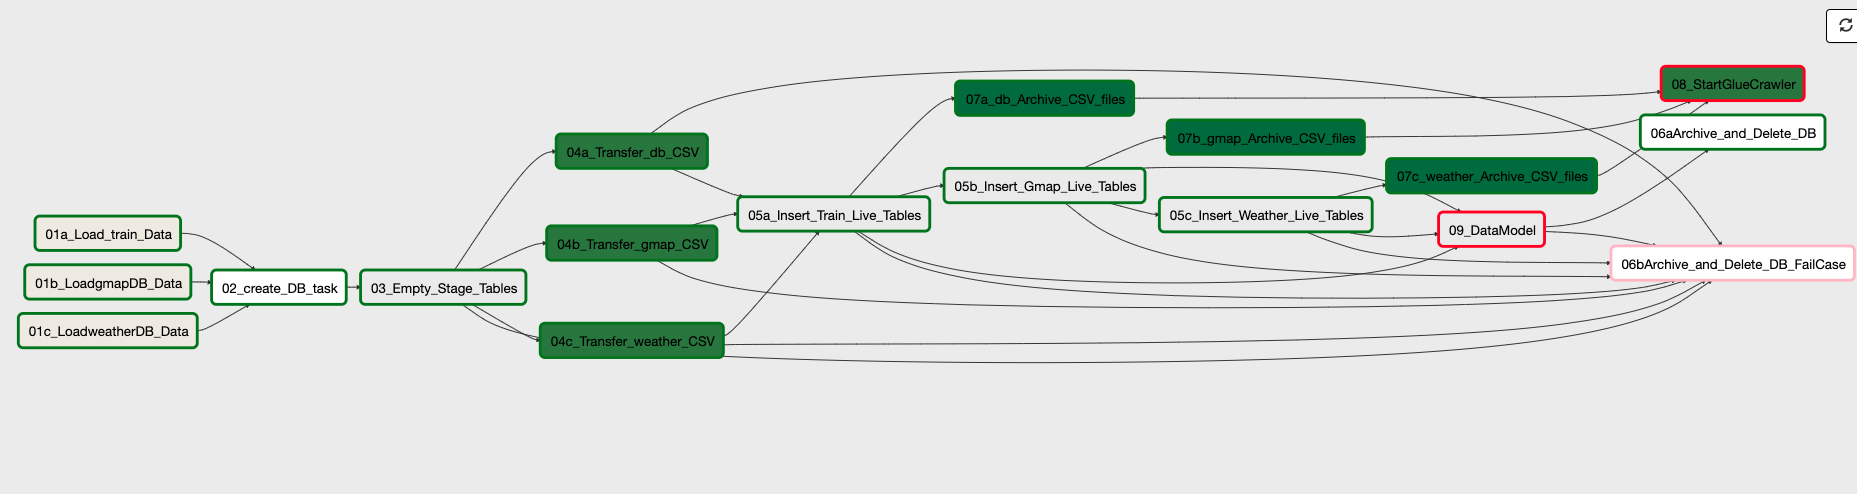 01a_Load_train_Data
01b_LoadgmapDB_Data
01c_LoadweatherDB_Data
02_create_DB_task
03_Empty_Stage_Tables
04a_Transfer_db_CSV
04b_Transfer_gmap_CSV
04c_Transfer_weather_CSV
05a_Insert_Train_Live_Tables
07a_db_Archive_CSV_files
05b_Insert_Gmap_Live_Tables
07b_gmap_Archive_CSV_files
05c_Insert_Weather_Live_Tables
07c_weather_Archive_CSV_files
09_DataModel
08_StartGlueCrawler
06aArchive_and_Delete_DB
06bArchive_and_Delete_DB_FailCase